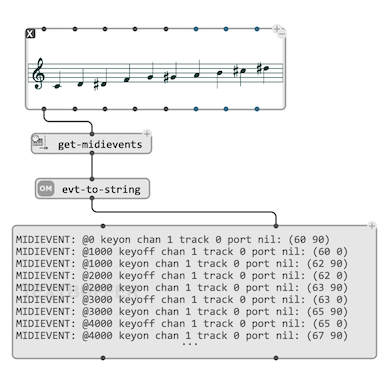 X
get-midievents
OM evt-to-string
MIDIEVENT: @0 keyon chan 1 track 0 port nil: (60 90)
MIDIEVENT: @1000 keyoff chan 1 track 0 port nil: (60 0)
MIDIEVENT: @1000 keyon chan 1 track 0 port nil: (62 90)
MIDIEVENT: @2000 keyoff chan 1 track 0 port nil: (62 0)
MIDIEVENT: @2000 keyon chan 1 track 0 port nil: (63 90)
MIDIEVENT: @3000 keyoff chan 1 track 0 port nil: (63 0)
MIDIEVENT: @3000 keyon chan 1 track 0 port nil: (65 90)
MIDIEVENT: @4000 keyoff chan 1 track 0 port nil: (65 0)
MIDIEVENT: @4000 keyon chan 1 track 0 port nil: (67 90)
...